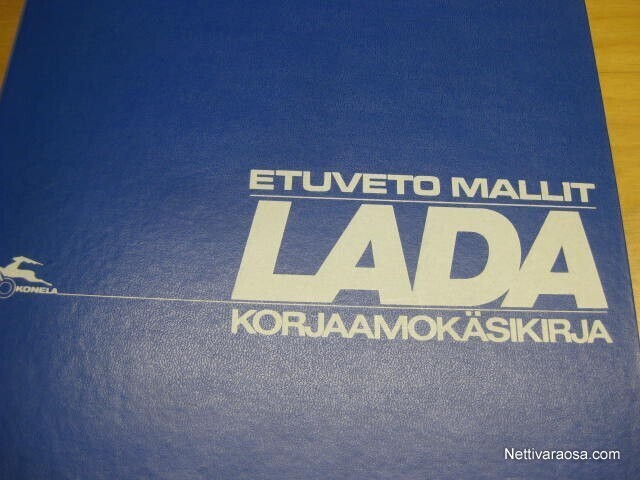 ETUVETO MALLIT
LADA
KONELA
KORJAAMOKÄSIKIRJA
Nettivaraosa.com